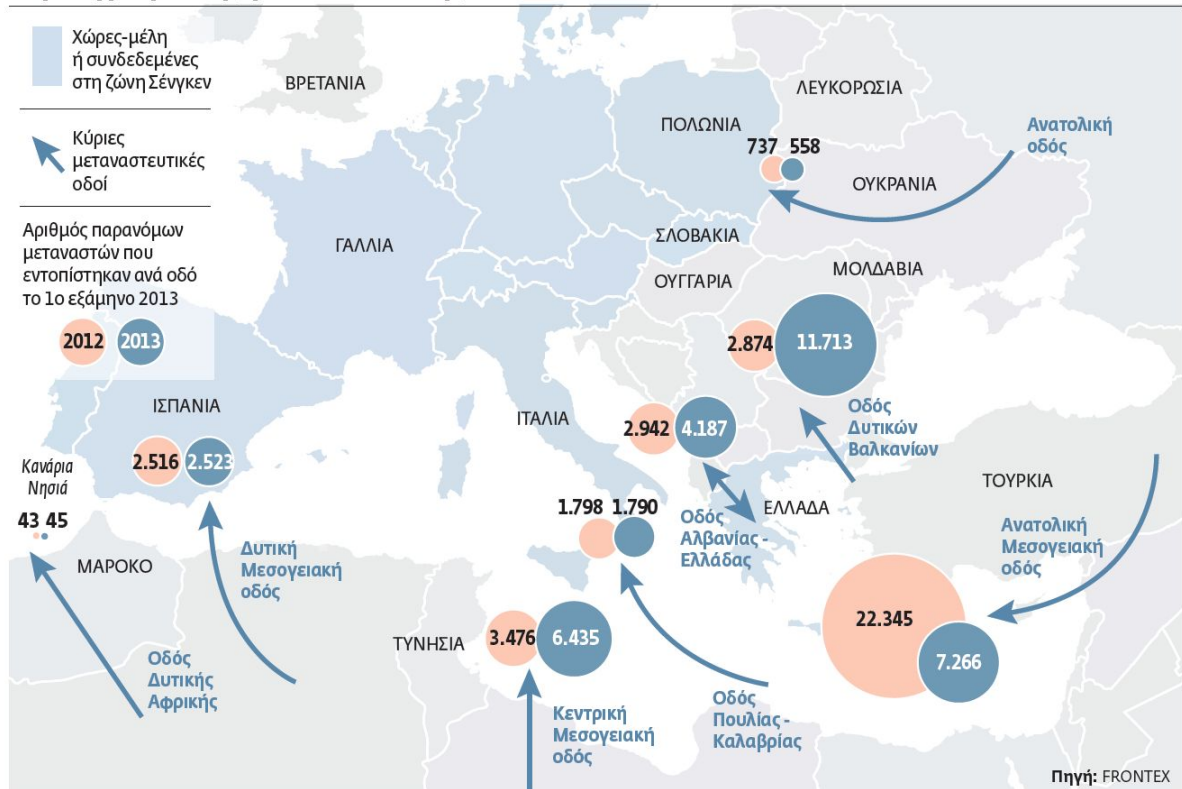 Χώρες-μέλη
ή συνδεδεμένες
στη ζώνη Σένγκεν
Κύριες
μεταναστευτικές
οδοί
Αριθμός παρανόμων
μεταναστών που
εντοπίστηκαν ανά οδό
το 1ο εξάμηνο 2013
2012 2013
ΒΡΕΤΑΝΙΑ
ΛΕΥΚΟΡΩΣΙΑ
ΠΟΛΩΝΙΑ
737 558
Ανατολική
οδός
ΟΥΚΡΑΝΙΑ
ΓΑΛΛΙΑ
ΣΛΟΒΑΚΙΑ
ΟΥΓΓΑΡΙΑ
ΜΟΛΔΑΒΙΑ
2.874 11.713
Οδός
Δυτικών
Βαλκανίων
ΙΣΠΑΝΙΑ
2.516 2.523
ΙΤΑΛΙΑ
2.942 4.187
Οδός
Αλβανίας -
Ελλάδας
ΕΛΛΑΔΑ
ΤΟΥΡΚΙΑ
Κανάρια
Νησιά
43 45
ΜΑΡΟΚΟ
Δυτική
Μεσογειακή
οδός
1.798 1.790
Ανατολική
Μεσογειακή
οδός
22.345
7.266
ΤΥΝΗΣΙΑ
3.476 6.435
Οδός
Δυτικής
Αφρικής
Κεντρική
Μεσογειακή
οδός
Οδός
Πουλίας -
Καλαβρίας
Πηγή: FRONTEX